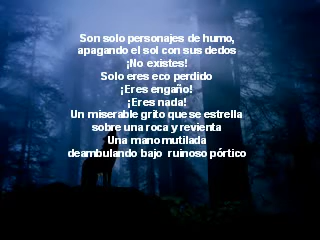 Son solo personajes de humo,
apagando el sol con sus dedos
¡No existes!
Solo eres eco perdido
¡Eres engaño!
¡Eres nada!
Un miserable grito que se estrella
sobre una roca y revienta
Una mano mutilada
deambulando bajo ruinoso pórtico